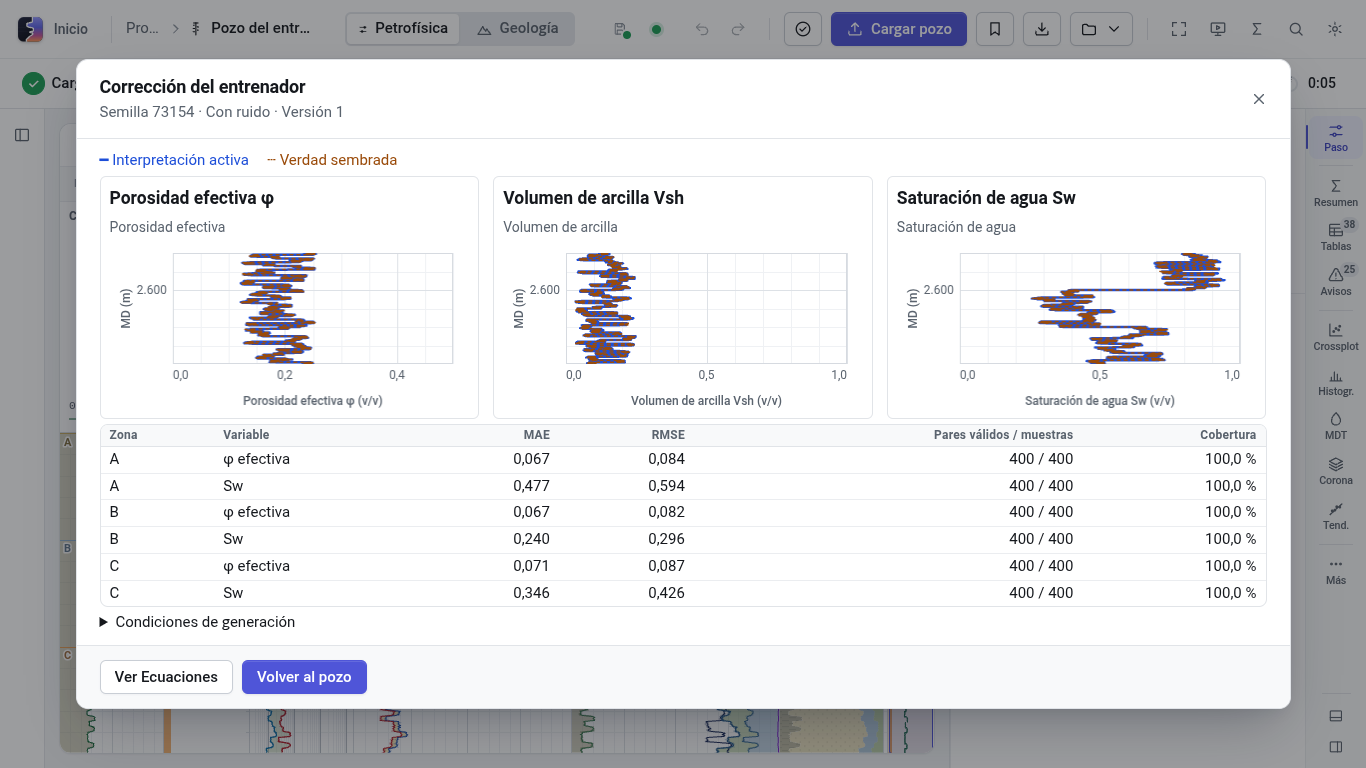 Inicio
Pro...
Pozo del entr...
Petrofísica
Geología
Cargar pozo
0:05
Corrección del entrenador
Semilla 73154 · Con ruido · Versión 1
Interpretación activa
Verdad sembrada
Porosidad efectiva φ
Porosidad efectiva
MD (m)
2.600
0,0 0,2 0,4
Porosidad efectiva φ (v/v)
Volumen de arcilla Vsh
Volumen de arcilla
MD (m)
2.600
0,0 0,5 1,0
Volumen de arcilla Vsh (v/v)
Saturación de agua Sw
Saturación de agua
MD (m)
2.600
0,0 0,5 1,0
Saturación de agua Sw (v/v)
Zona Variable MAE RMSE Pares válidos / muestras Cobertura
A φ efectiva 0,067 0,084 400 / 400 100,0 %
A Sw 0,477 0,594 400 / 400 100,0 %
B φ efectiva 0,067 0,082 400 / 400 100,0 %
B Sw 0,240 0,296 400 / 400 100,0 %
C φ efectiva 0,071 0,087 400 / 400 100,0 %
C Sw 0,346 0,426 400 / 400 100,0 %
Condiciones de generación
Ver Ecuaciones
Volver al pozo
A
B
C
Paso
Resumen
38
Tablas
25
Avisos
Crossplot
Histogr.
MDT
Corona
Tend.
Más